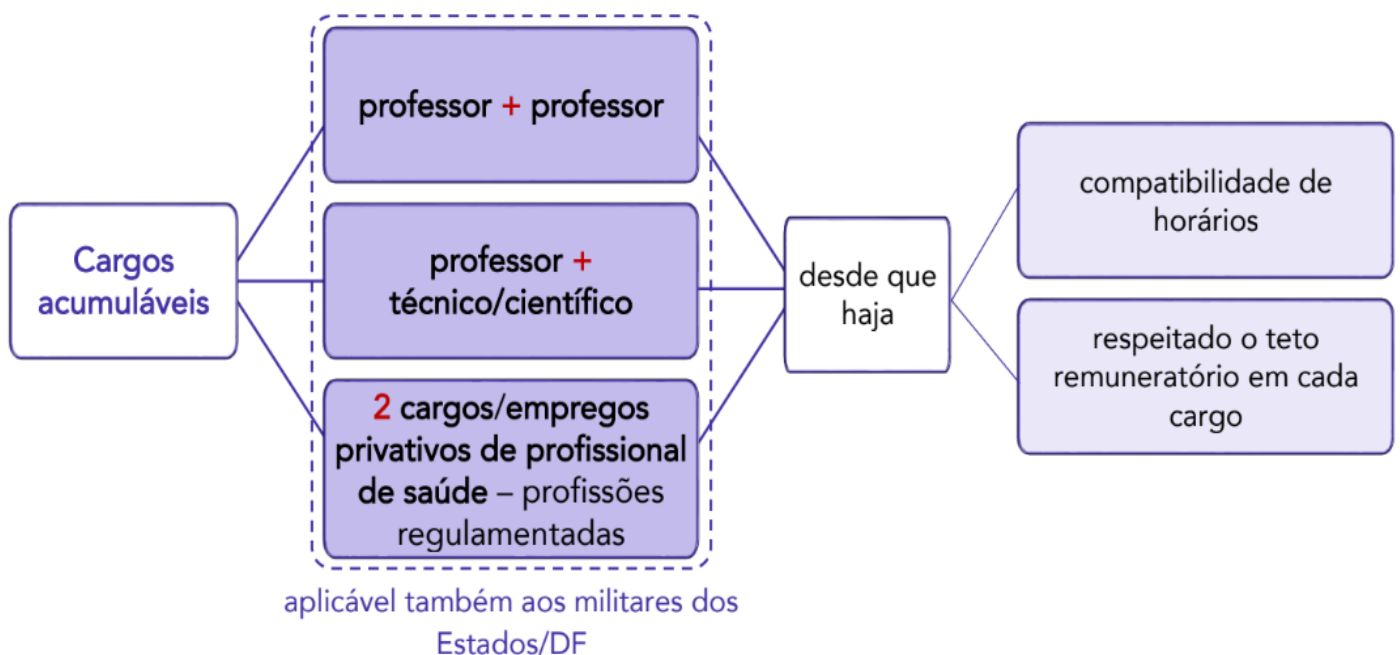 Cargos
acumuláveis
professor + professor
professor +
técnico/científico
2 cargos/empregos
privativos de profissional
de saúde – profissões
regulamentadas
aplicável também aos militares dos
Estados/DF
desde que
haja
compatibilidade de
horários
respeitado o teto
remuneratório em cada
cargo